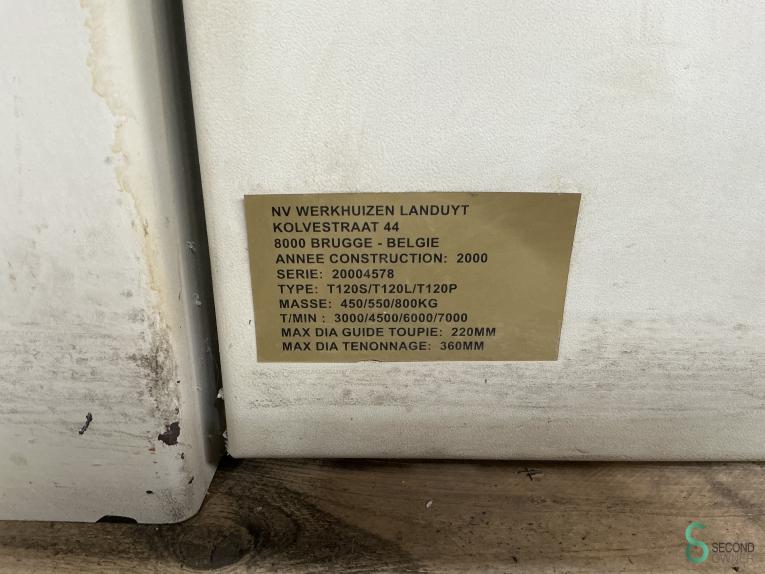 NV WERKHUIZEN LANDUYT
KOLVESTRAAT 44
8000 BRUGGE - BELGIE
ANNEE CONSTRUCTION: 2000
SERIE: 20004578
TYPE: T120S/T120L/T120P
MASSE: 450/550/800KG
T/MIN : 3000/4500/6000/7000
MAX DIA GUIDE TOUPIE: 220MM
MAX DIA TENONNAGE: 360MM
SECOND
OWNER